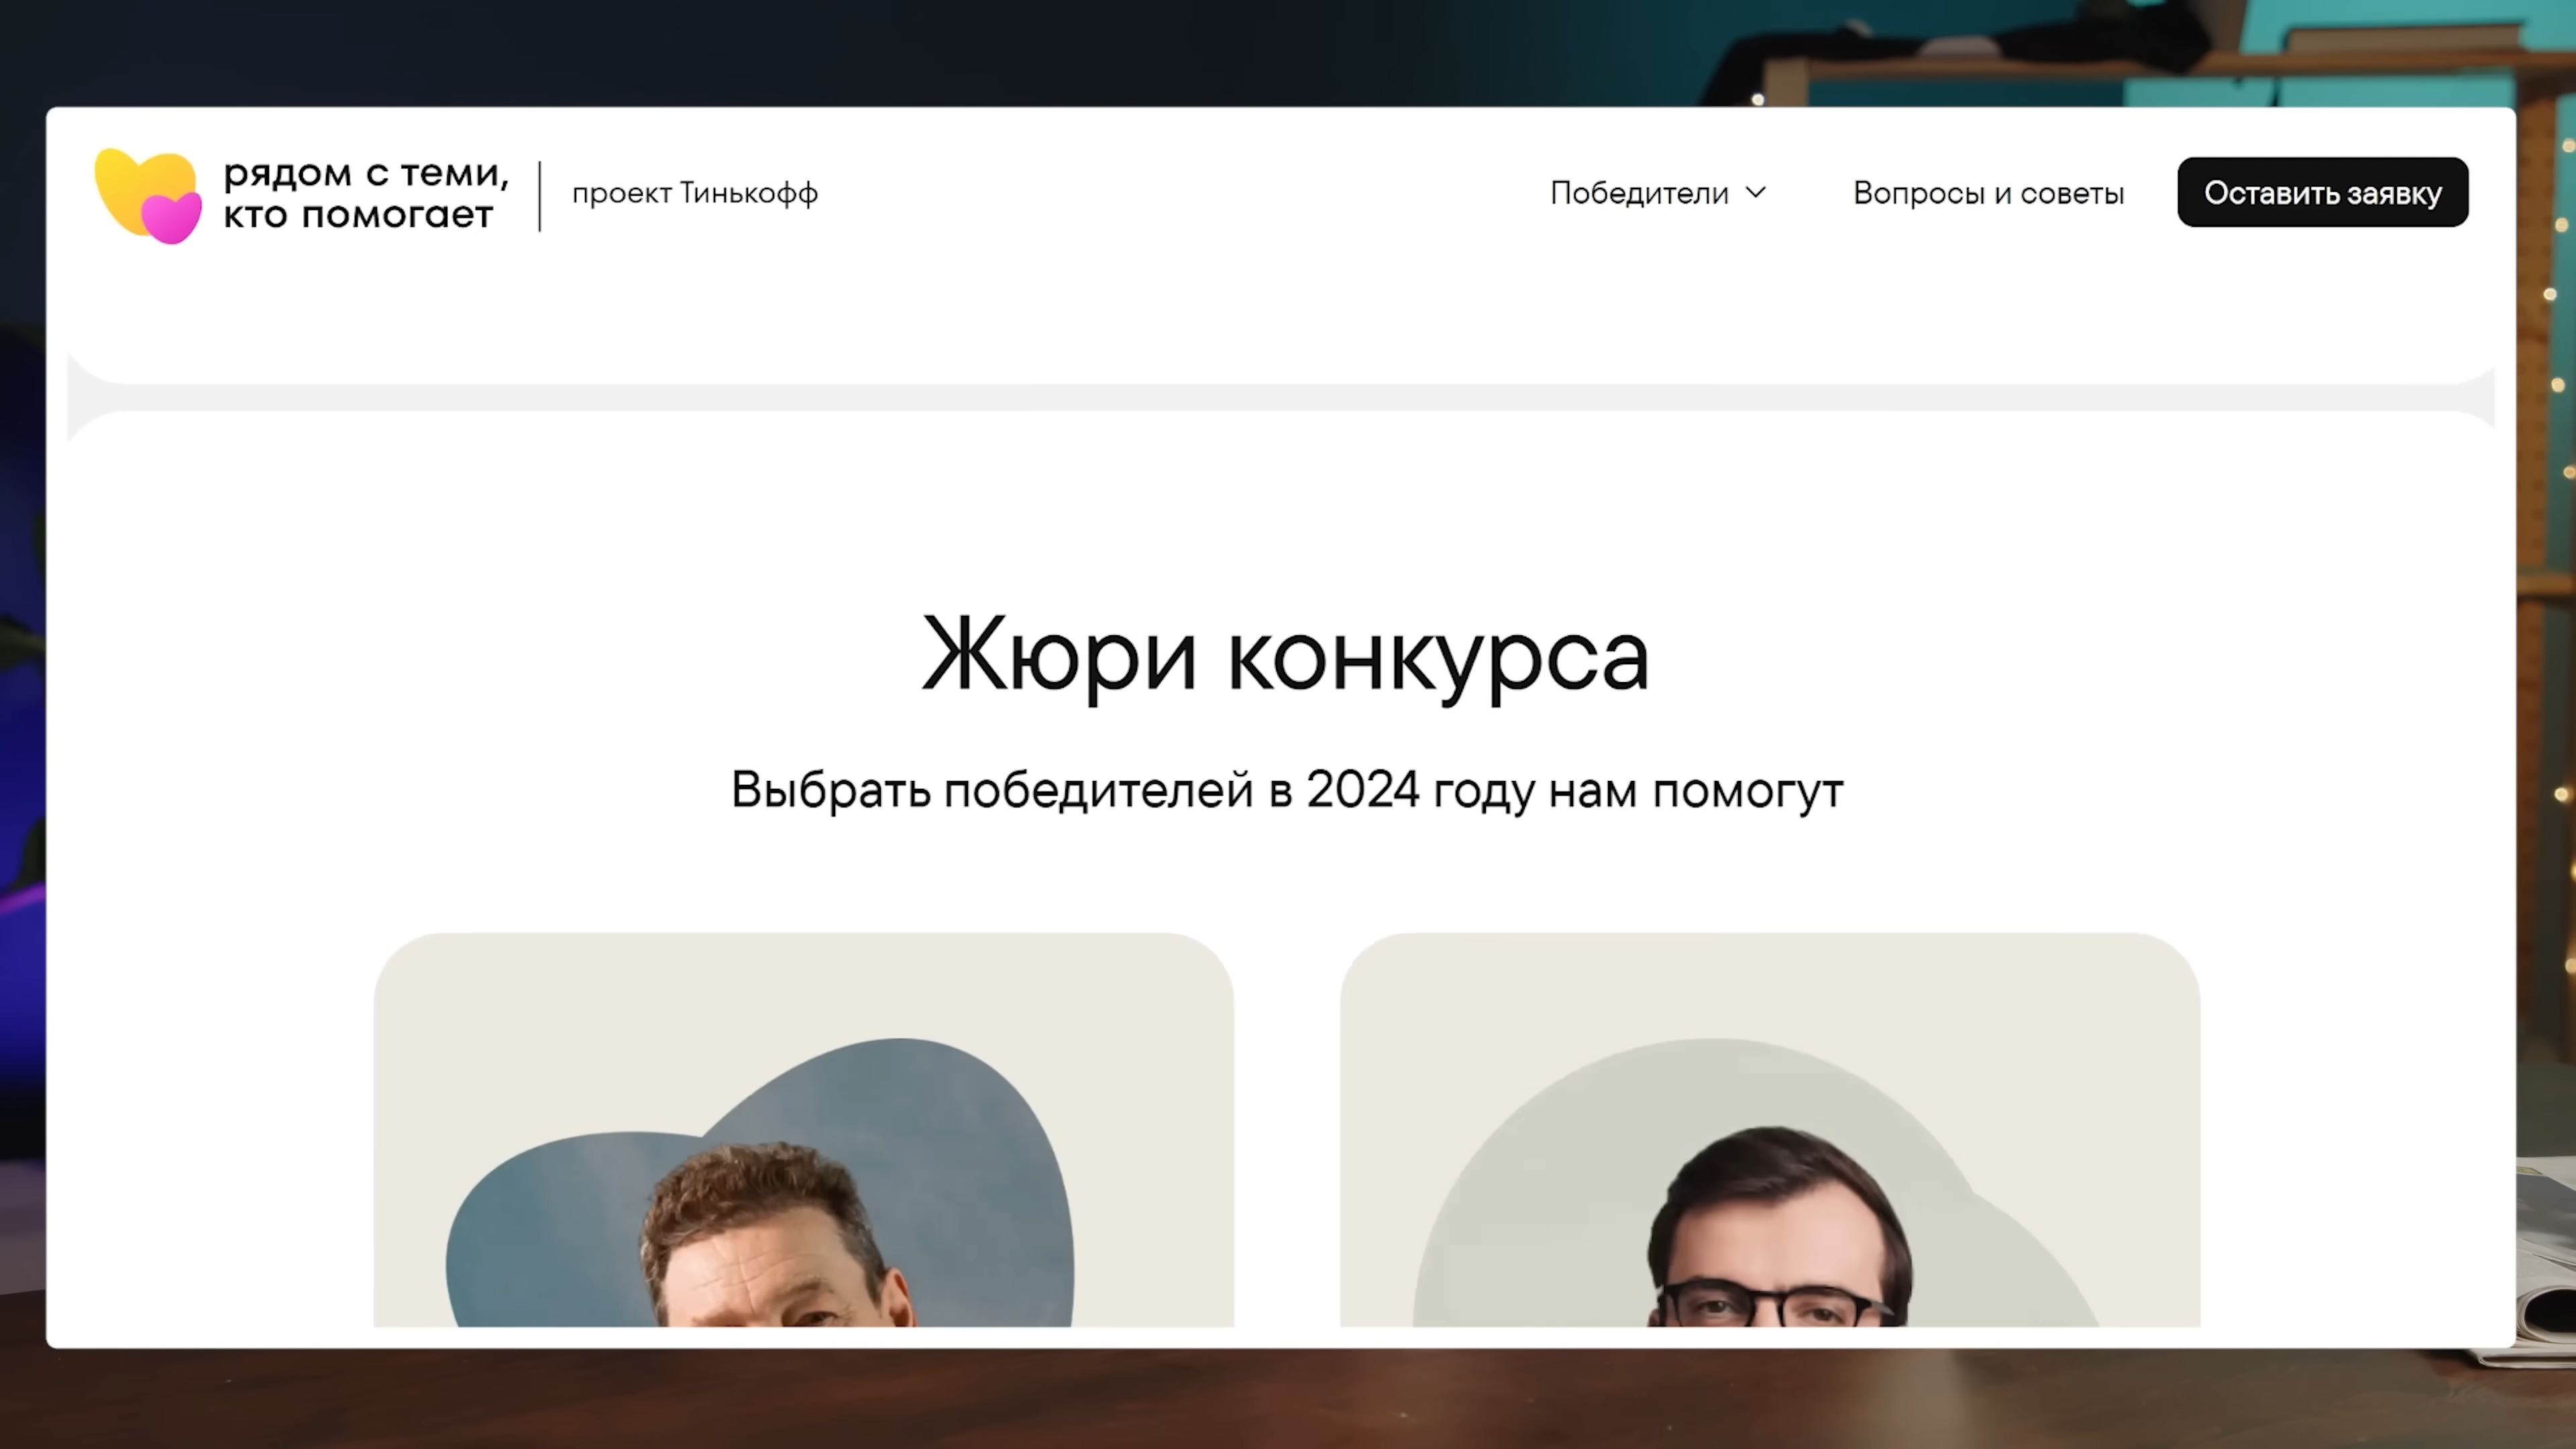 рядом с теми,
кто помогает
проект Тинькофф
Победители
Вопросы и советы
Оставить заявку
Жюри конкурса
Выбрать победителей в 2024 году нам помогут